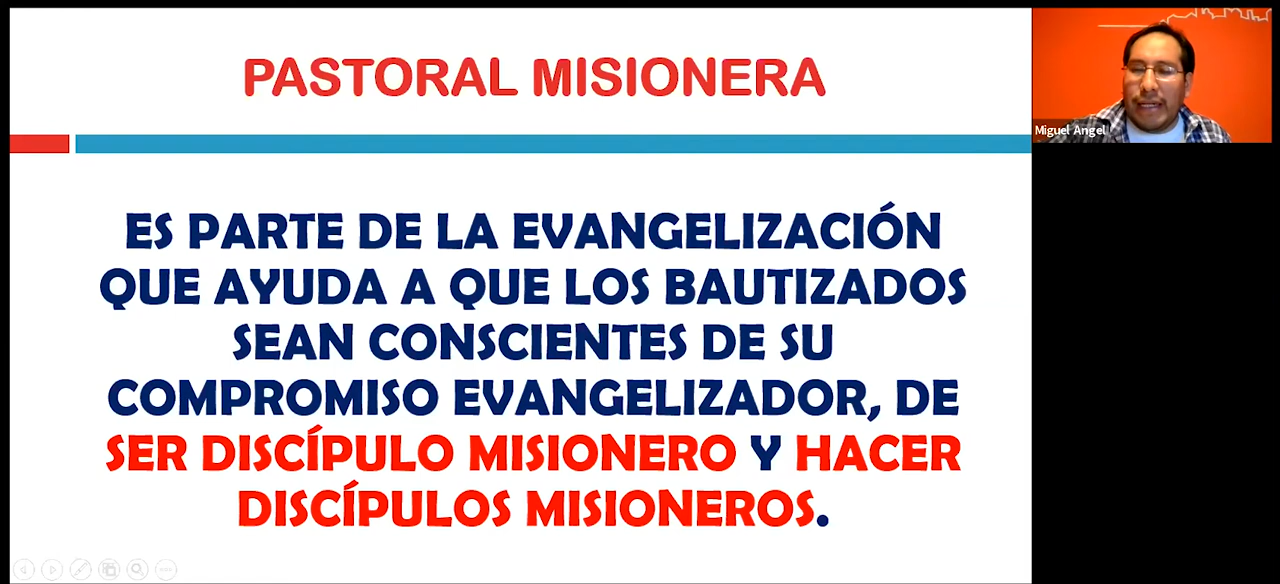 PASTORAL MISIONERA
Miguel Angel
ES PARTE DE LA EVANGELIZACIÓN
QUE AYUDA A QUE LOS BAUTIZADOS
SEAN CONSCIENTES DE SU
COMPROMISO EVANGELIZADOR, DE
SER DISCÍPULO MISIONERO Y HACER
DISCÍPULOS MISIONEROS.